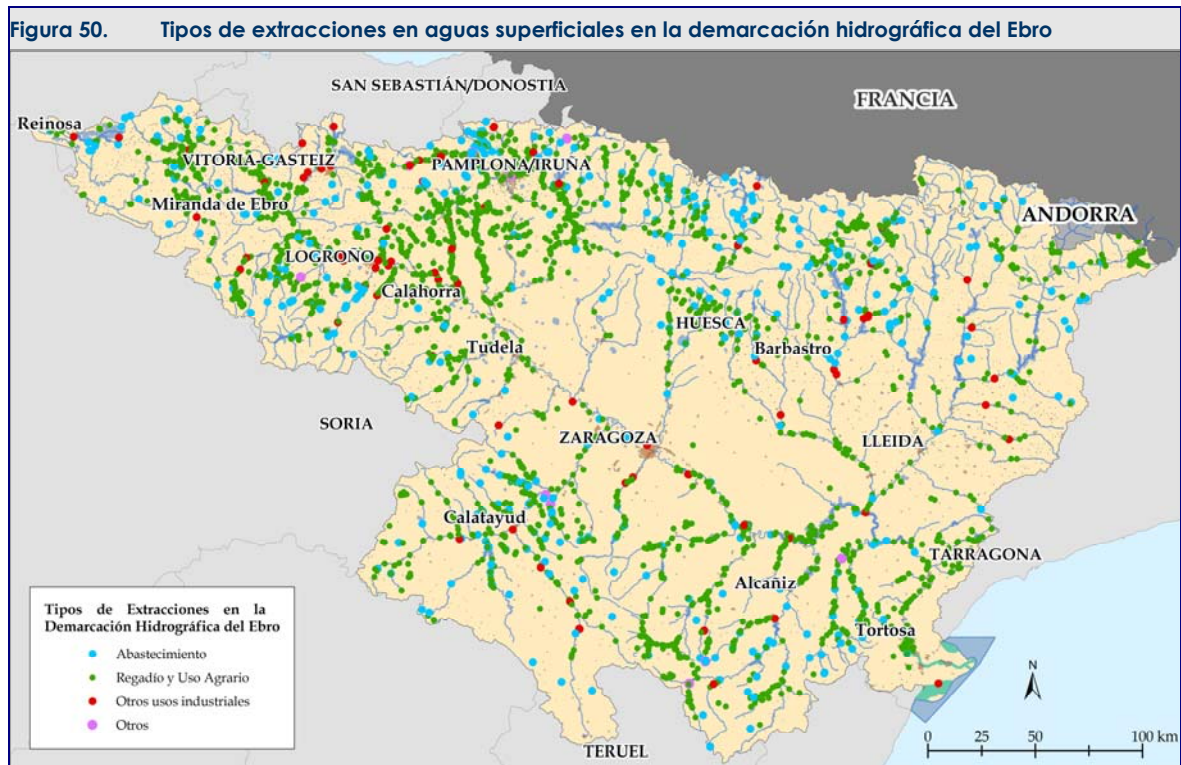 Figura 50. Tipos de extracciones en aguas superficiales en la demarcación hidrográfica del Ebro
SAN SEBASTIÁN/DONOSTIA
FRANCIA
Reinosa
VITORIA-GASTEIZ
PAMPLONA/IRUÑA
Miranda de Ebro
ANDORRA
LOGROÑO
Calahorra
HUESCA
Tudela
Barbastro
SORIA
ZARAGOZA
LLEIDA
Calatayud
TARRAGONA
Alcañiz
Tortosa
TERUEL
Tipos de Extracciones en la
Demarcación Hidrográfica del Ebro
Abastecimiento
Regadío y Uso Agrario
Otros usos industriales
Otros
N
0 25 50 100 km